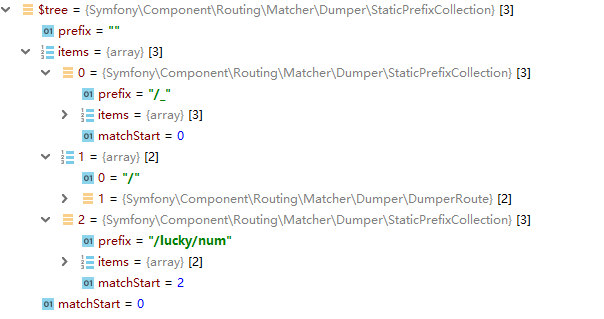 $tree = {Symfony\Component\Routing\Matcher\Dumper\StaticPrefixCollection} [3]
01 prefix = ""
items = {array} [3]
0 = {Symfony\Component\Routing\Matcher\Dumper\StaticPrefixCollection} [3]
01 prefix = "/_"
items = {array} [3]
01 matchStart = 0
1 = {array} [2]
01 0 = "/"
1 = {Symfony\Component\Routing\Matcher\Dumper\DumperRoute} [2]
2 = {Symfony\Component\Routing\Matcher\Dumper\StaticPrefixCollection} [3]
01 prefix = "/lucky/num"
items = {array} [2]
01 matchStart = 2
01 matchStart = 0